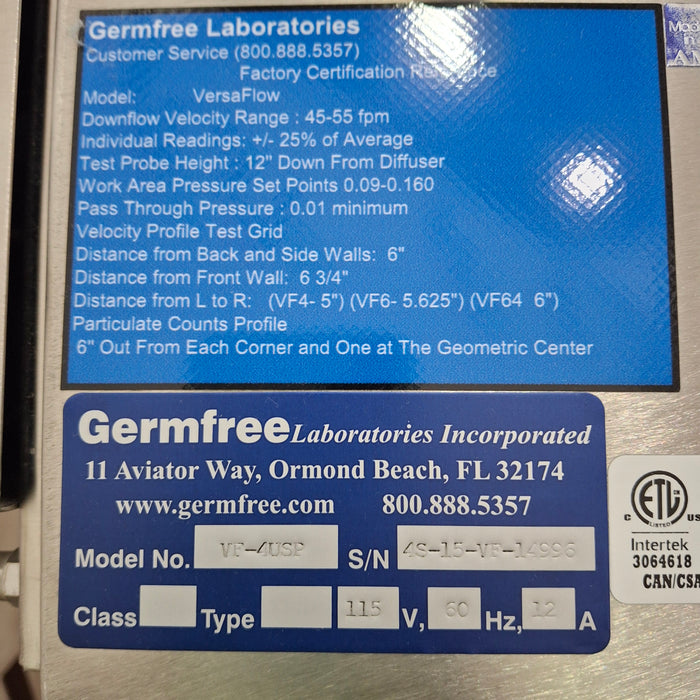 Germfree Laboratories
Customer Service (800.888.5357)
Factory Certification Reference
Model: VersaFlow
Downflow Velocity Range : 45-55 fpm
Individual Readings: +/- 25% of Average
Test Probe Height : 12" Down From Diffuser
Work Area Pressure Set Points 0.09-0.160
Pass Through Pressure : 0.01 minimum
Velocity Profile Test Grid
Distance from Back and Side Walls: 6"
Distance from Front Wall: 6 3/4"
Distance from L to R: (VF4- 5") (VF6- 5.625") (VF64 6")
Particulate Counts Profile
6" Out From Each Corner and One at The Geometric Center
Germfree Laboratories Incorporated
11 Aviator Way, Ormond Beach, FL 32174
www.germfree.com 800.888.5357
Model No. VF-4USP S/N 4S-15-VF-14996
Class Type 115 V, 60 Hz, 12 A
ETL
CM
LISTED
C US
Intertek
3064618
CAN/CSA